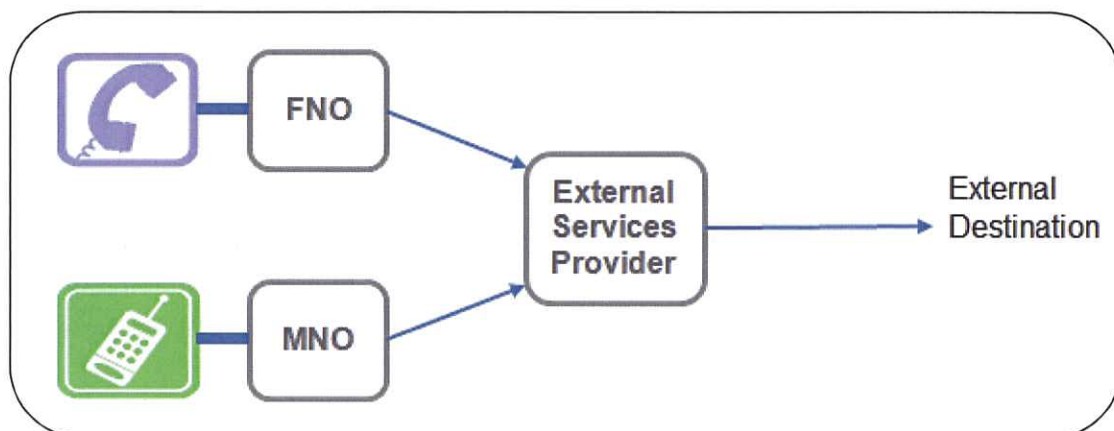 FNO
External
Services
Provider
External
Destination
MNO